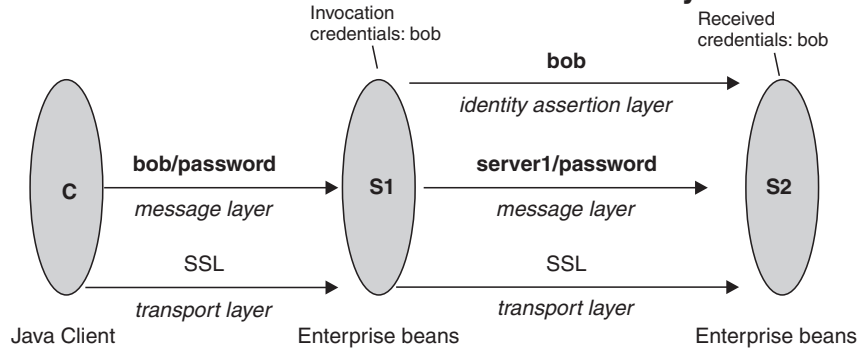 Invocation
credentials: bob
Received
credentials: bob
bob
identity assertion layer
bob/password
server1/password
C
S1
S2
message layer
message layer
SSL
SSL
transport layer
transport layer
Java Client
Enterprise beans
Enterprise beans